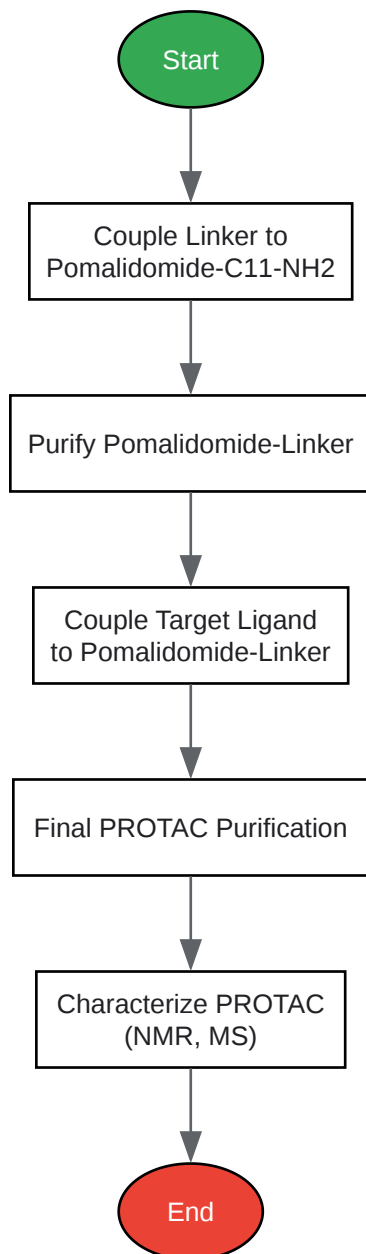 Start
Couple Linker to
Pomalidomide-C11-NH2
Purify Pomalidomide-Linker
Couple Target Ligand
to Pomalidomide-Linker
Final PROTAC Purification
Characterize PROTAC
(NMR, MS)
End